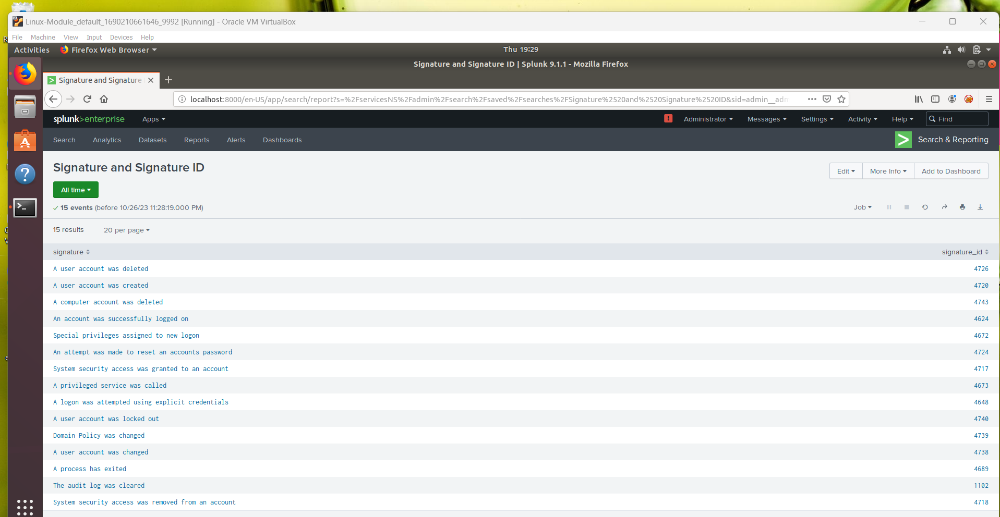 Linux-Module_default_1690210661646_9992 [Running] - Oracle VM VirtualBox
File Machine View Input Devices Help
Activities Firefox Web Browser Thu 19:29
Signature and Signature ID | Splunk 9.1.1 - Mozilla Firefox
Signature and Signature
localhost:8000/en-US/app/search/report?s=%2FservicesNS%2Fadmin%2Fsearch%2Fsaved%2Fsearches%2FSignature%2520and%2520Signature%2520ID&sid=admin__adm
splunk>enterprise Apps Administrator Messages Settings Activity Help Find
Search Analytics Datasets Reports Alerts Dashboards Search & Reporting
Signature and Signature ID
Edit More Info Add to Dashboard
All time
15 events (before 10/26/23 11:28:19.000 PM) Job
15 results 20 per page
signature signature_id
A user account was deleted 4726
A user account was created 4720
A computer account was deleted 4743
An account was successfully logged on 4624
Special privileges assigned to new logon 4672
An attempt was made to reset an accounts password 4724
System security access was granted to an account 4717
A privileged service was called 4673
A logon was attempted using explicit credentials 4648
A user account was locked out 4740
Domain Policy was changed 4739
A user account was changed 4738
A process has exited 4689
The audit log was cleared 1102
System security access was removed from an account 4718